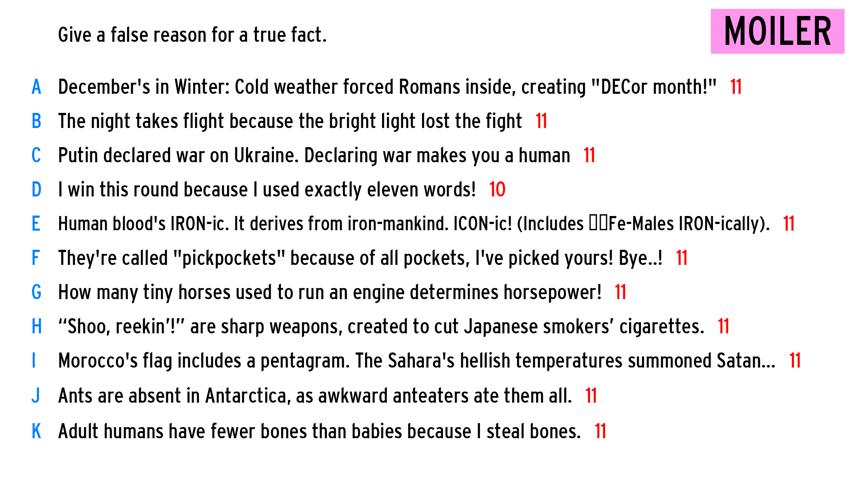 Give a false reason for a true fact.
MOILER
A December's in Winter: Cold weather forced Romans inside, creating "DECor month!" 11
B The night takes flight because the bright light lost the fight 11
C Putin declared war on Ukraine. Declaring war makes you a human 11
D I win this round because I used exactly eleven words! 10
E Human blood's IRON-ic. It derives from iron-mankind. ICON-ic! (Includes Fe-Males IRON-ically). 11
F They're called "pickpockets" because of all pockets, I've picked yours! Bye..! 11
G How many tiny horses used to run an engine determines horsepower! 11
H “Shoo, reekin’!” are sharp weapons, created to cut Japanese smokers’ cigarettes. 11
I Morocco's flag includes a pentagram. The Sahara's hellish temperatures summoned Satan... 11
J Ants are absent in Antarctica, as awkward anteaters ate them all. 11
K Adult humans have fewer bones than babies because I steal bones. 11